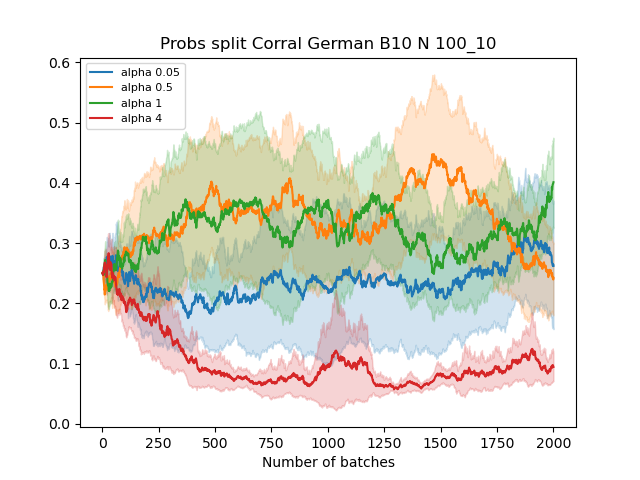 Probs split Corral German B10 N 100_10
alpha 0.05
alpha 0.5
alpha 1
alpha 4
0.6
0.5
0.4
0.3
0.2
0.1
0.0
0 250 500 750 1000 1250 1500 1750 2000
Number of batches